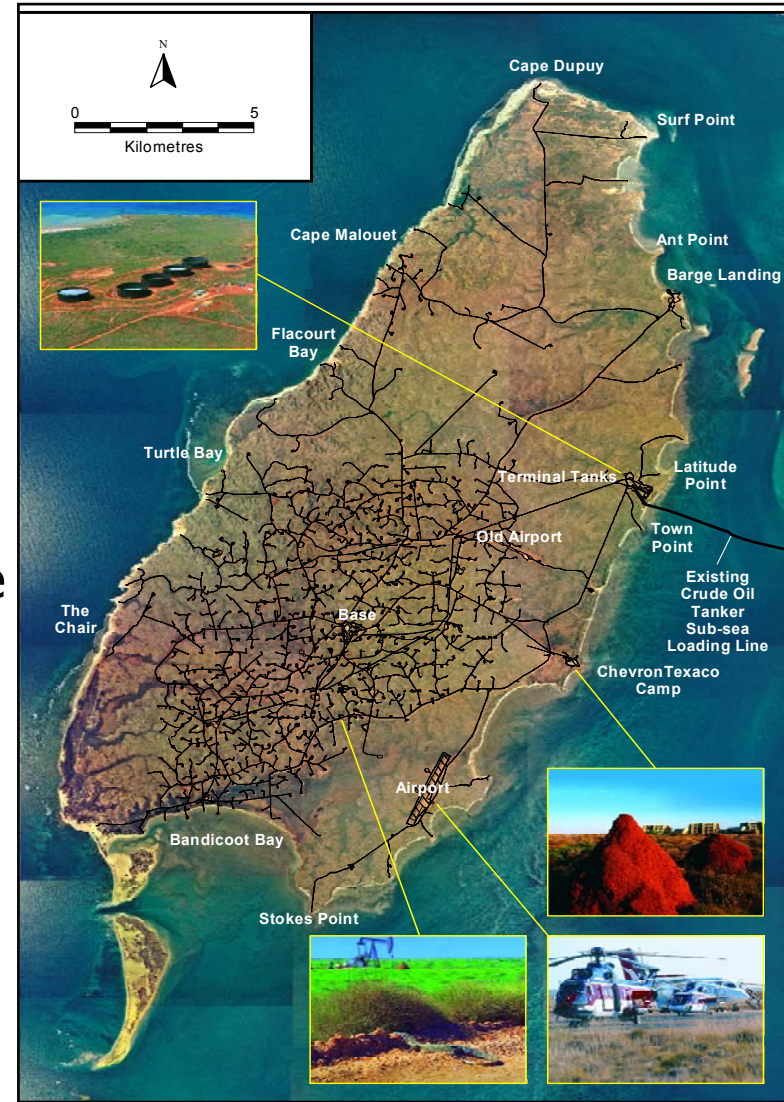 N
0 5
Kilometres
Cape Dupuy
Surf Point
Cape Malouet
Ant Point
Barge Landing
Flacourt
Bay
Turtle Bay
Terminal Tanks
Latitude
Point
Old Airport
Town
Point
e
The
Chair
Base
Existing
Crude Oil
Tanker
Sub-sea
Loading Line
ChevronTexaco
Camp
Airport
Bandicoot Bay
Stokes Point